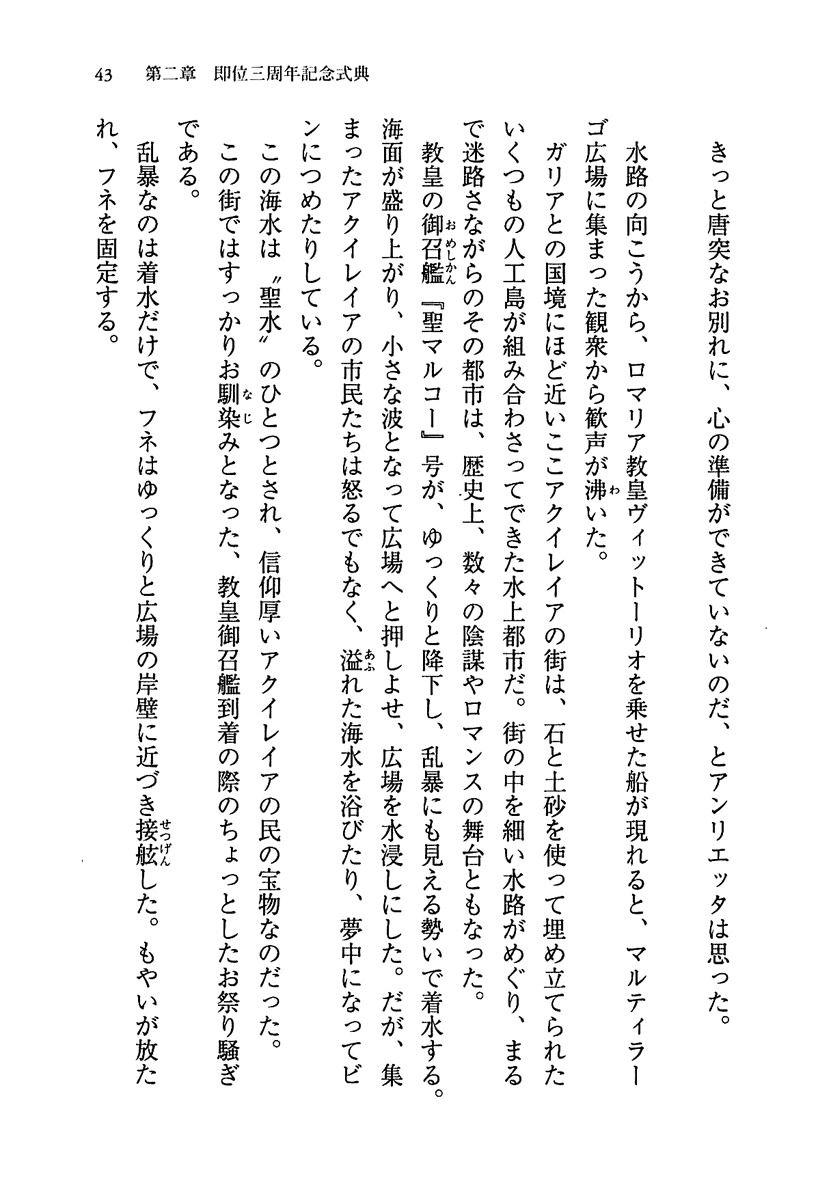 43　第二章　即位三周年記念式典
きっと唐突なお別れに、心の準備ができていないのだ、とアンリエッタは思った。
水路の向こうから、ロマリア教皇ヴィットーリオを乗せた船が現れると、マルティラー
ゴ広場に集まった観衆から歓声が沸いた。
ガリアとの国境にほど近いここアクイレイアの街は、石と土砂を使って埋め立てられた
いくつもの人工島が組み合わさってできた水上都市だ。街の中を細い水路がめぐり、まる
で迷路さながらのその都市は、歴史上、数々の陰謀やロマンスの舞台ともなった。
教皇の御召艦『聖マルコー』号が、ゆっくりと降下し、乱暴にも見える勢いで着水する。
海面が盛り上がり、小さな波となって広場へと押しよせ、広場を水浸しにした。だが、集
まったアクイレイアの市民たちは怒るでもなく、溢れた海水を浴びたり、夢中になってビ
ンにつめたりしている。
この海水は〝聖水〟のひとつとされ、信仰厚いアクイレイアの民の宝物なのだった。
この街ではすっかりお馴染みとなった、教皇御召艦到着の際のちょっとしたお祭り騒ぎ
である。
乱暴なのは着水だけで、フネはゆっくりと広場の岸壁に近づき接舷した。もやいが放た
れ、フネを固定する。